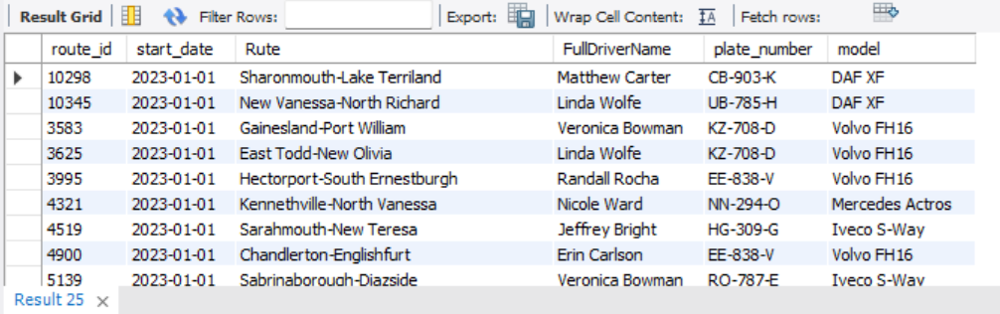 Result Grid Filter Rows: Export: Wrap Cell Content: IA Fetch rows:
route_id start_date Rute FullDriverName plate_number model
10298 2023-01-01 Sharonmouth-Lake Terriland Matthew Carter CB-903-K DAF XF
10345 2023-01-01 New Vanessa-North Richard Linda Wolfe UB-785-H DAF XF
3583 2023-01-01 Gainesland-Port William Veronica Bowman KZ-708-D Volvo FH16
3625 2023-01-01 East Todd-New Olivia Linda Wolfe KZ-708-D Volvo FH16
3995 2023-01-01 Hectorport-South Ernestburgh Randall Rocha EE-838-V Volvo FH16
4321 2023-01-01 Kennethville-North Vanessa Nicole Ward NN-294-O Mercedes Actros
4519 2023-01-01 Sarahmouth-New Teresa Jeffrey Bright HG-309-G Iveco S-Way
4900 2023-01-01 Chandlerton-Englishfurt Erin Carlson EE-838-V Volvo FH16
5139 2023-01-01 Sabrinaborough-Diazside Veronica Bowman RO-787-E Iveco S-Way
Result 25